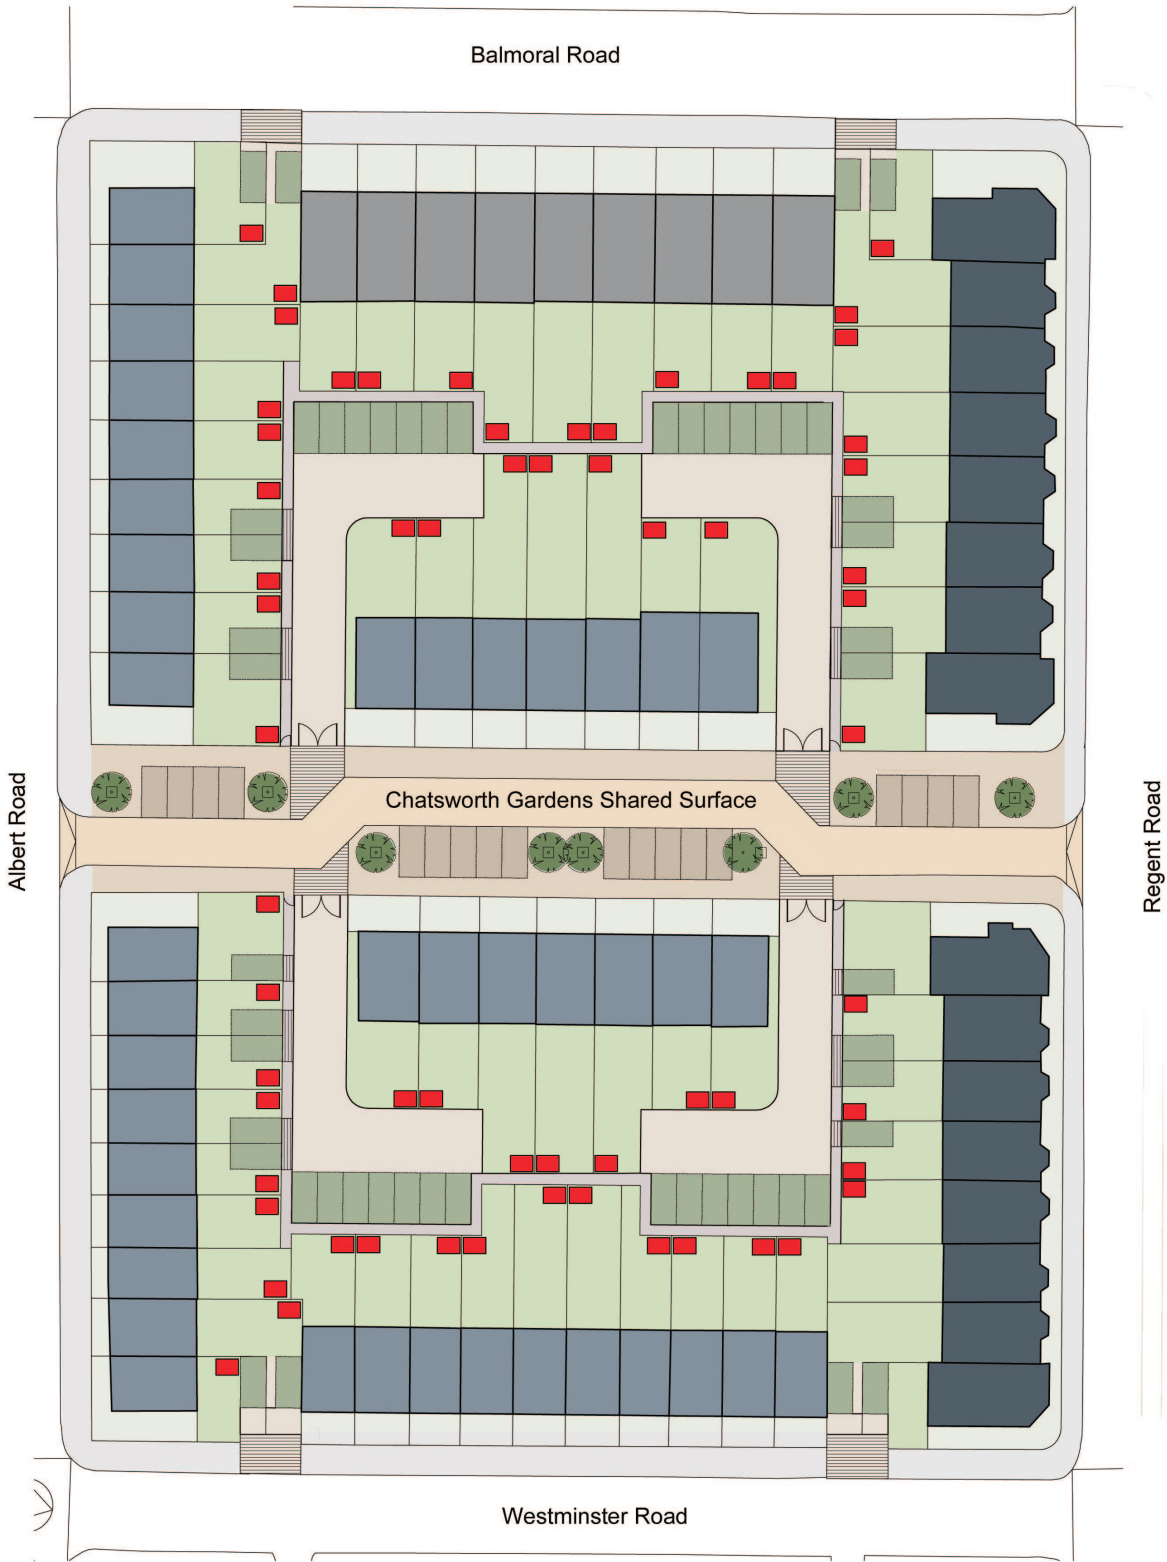 Balmoral Road
Albert Road
Chatsworth Gardens Shared Surface
Regent Road
Westminster Road